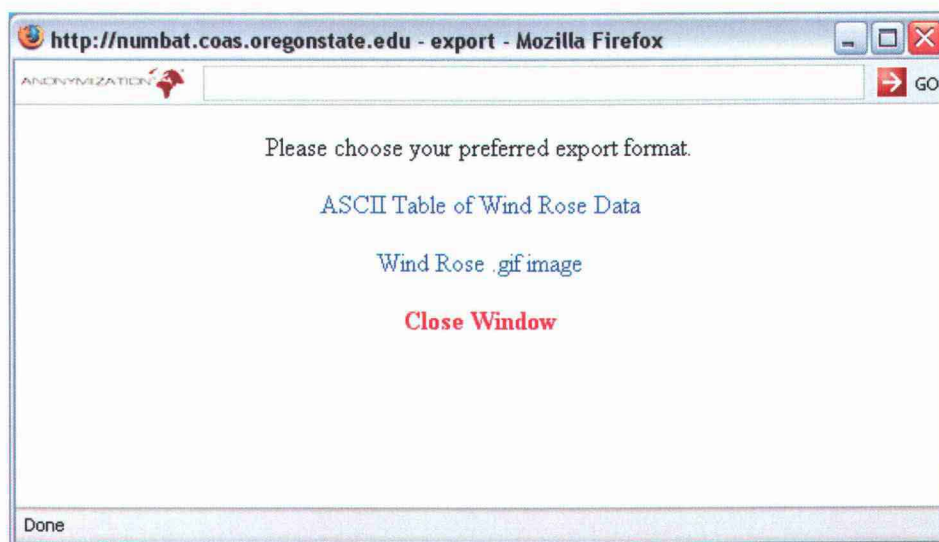 http://numbat.coas.oregonstate.edu - export - Mozilla Firefox
ANONYMIZATION GO
Please choose your preferred export format.
ASCII Table of Wind Rose Data
Wind Rose .gif image
Close Window
Done